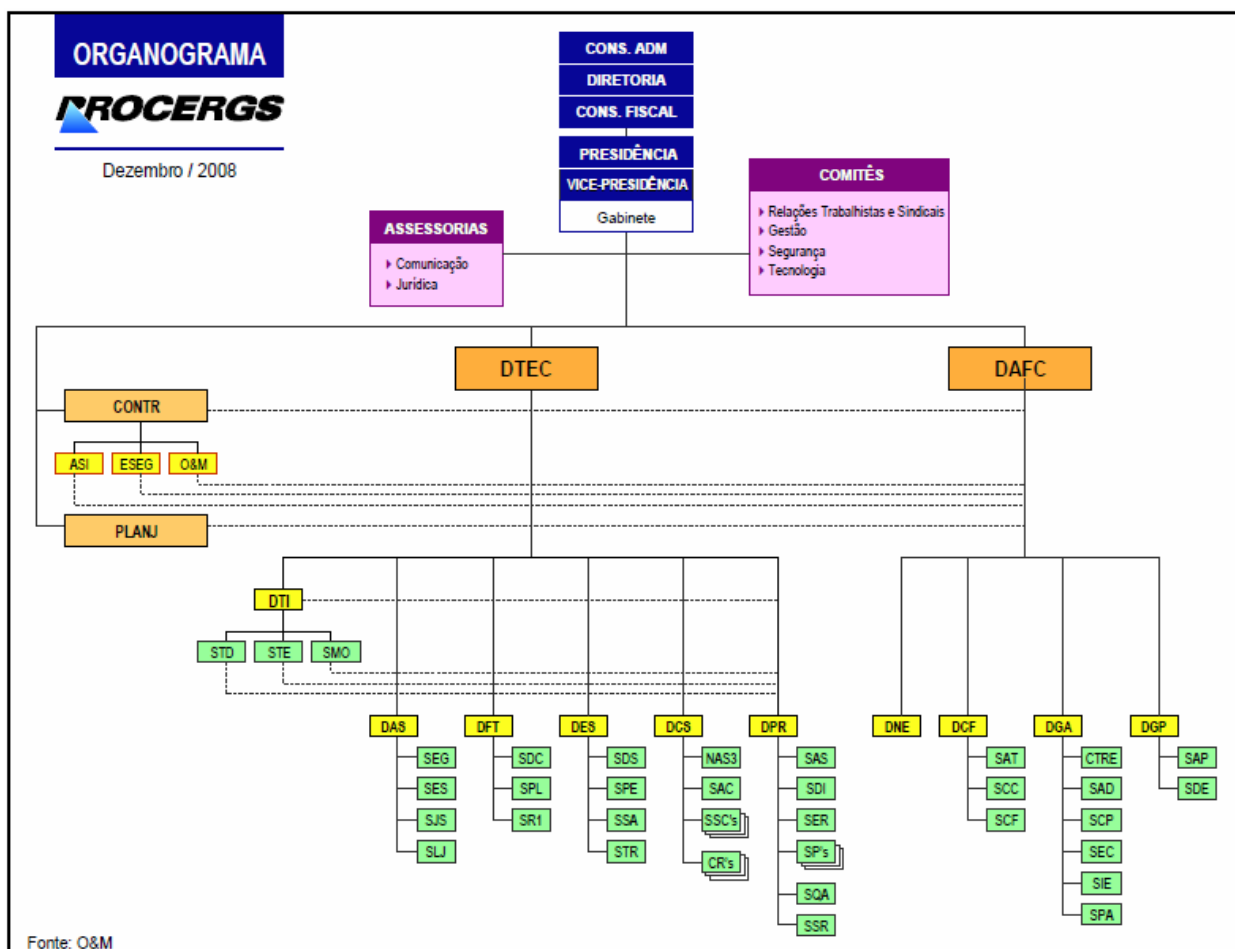 ORGANOGRAMA
PROCERGS
Dezembro / 2008
CONS. ADM
DIRETORIA
CONS. FISCAL
PRESIDÊNCIA
VICE-PRESIDÊNCIA
Gabinete
ASSESSORIAS
Comunicação
Jurídica
COMITÊS
Relações Trabalhistas e Sindicais
Gestão
Segurança
Tecnologia
DTEC
DAFC
CONTR
ASI ESEG O&M
PLANJ
DTI
STD STE SMO
DAS DFT DES DCS DPR DNE DCF DGA DGP
SEG SDC SDS NAS3 SAS SAT CTRE SAP
SES SPL SPE SAC SDI SCC SAD SDE
SJS SR1 SSA SSC's SER SCF SCP
SLJ STR CR's SP's SEC
SQA SIE
SSR SPA
Fonte: O&M